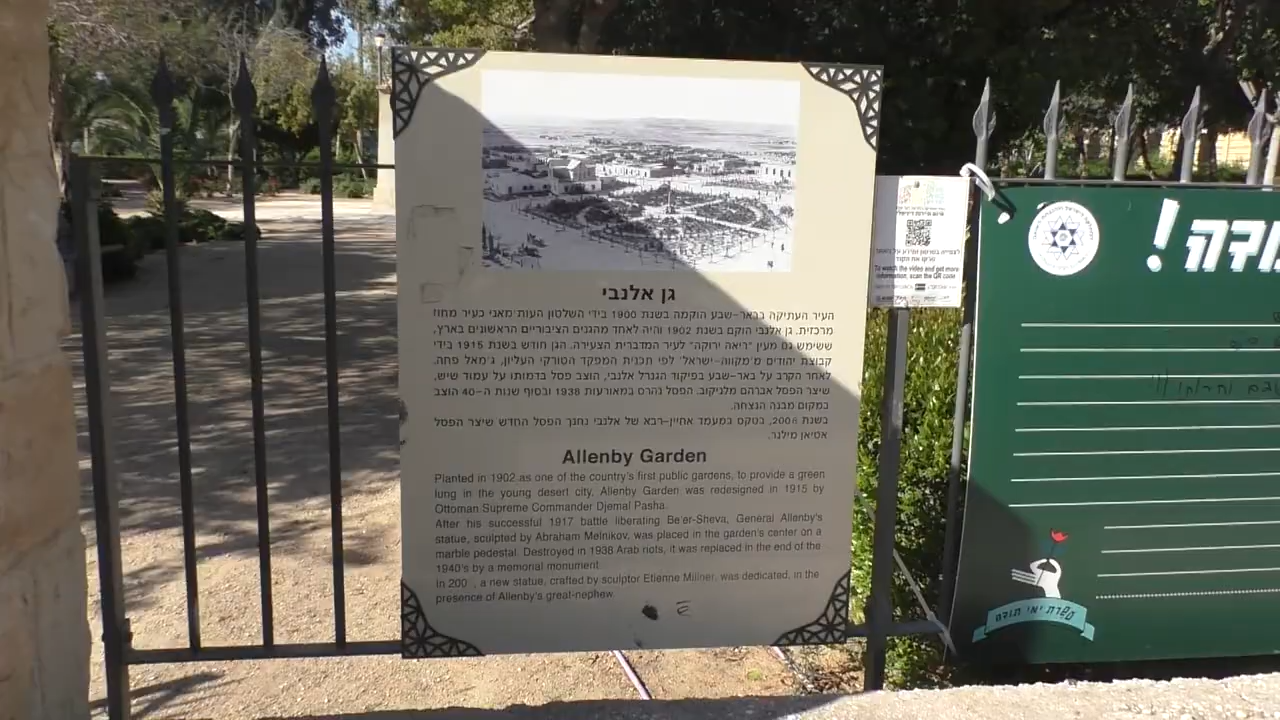 גן אלנבי
העיר העתיקה בבאר-שבע הוקמה בשנת 1900 בידי השלטון העות'מאני כעיר מחוז
מרכזית. גן אלנבי הוקם בשנת 1902 והיה לאחד מהגנים הציבוריים הראשונים בארץ,
ששימש גם מעין "ריאה ירוקה" לעיר המדברית הצעירה. הגן חודש בשנת 1915 בידי
קבוצת יהודים מ'מקווה-ישראל' לפי תכנית המפקד הטורקי העליון, ג'מאל פחה.
לאחר הקרב על באר-שבע בפיקוד הגנרל אלנבי, הוצב פסל בדמותו על עמוד שיש,
שיצר הפסל אברהם מלניקוב. הפסל נהרס במאורעות 1938 ובסוף שנות ה-40 הוצב
במקום מבנה הנצחה.
בשנת 2006, בטקס במעמד אחיין-רבא של אלנבי נחנך הפסל החדש שיצר הפסל
אטיאן מילנר.
Allenby Garden
Planted in 1902 as one of the country's first public gardens, to provide a green
lung in the young desert city, Allenby Garden was redesigned in 1915 by
Ottoman Supreme Commander Djemal Pasha.
After his successful 1917 battle liberating Be'er-Sheva, General Allenby's
statue, sculpted by Abraham Melnikov, was placed in the garden's center on a
marble pedestal. Destroyed in 1938 Arab riots, it was replaced in the end of the
1940's by a memorial monument
In 200 , a new statue, crafted by sculptor Etienne Millner, was dedicated, in the
presence of Allenby's great-nephew.
To watch the video and get more
information, scan the QR code
!